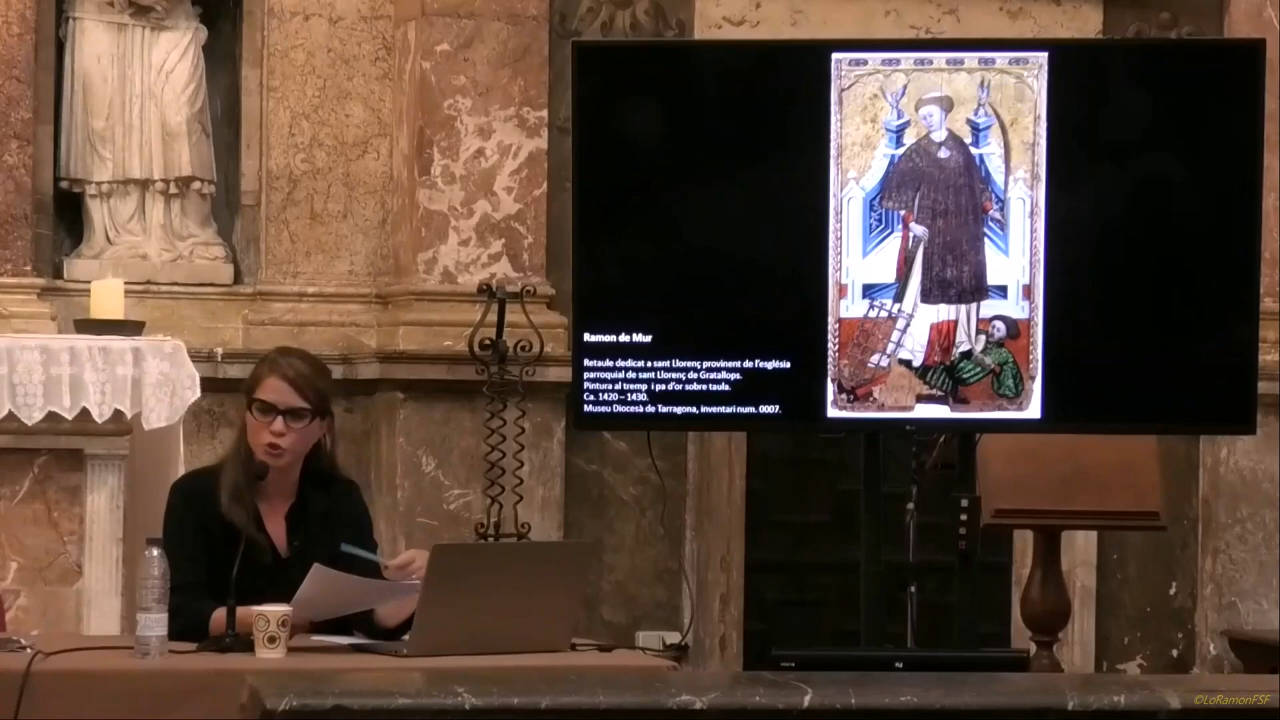 Ramon de Mur
Retaule dedicat a sant Llorenç provinent de l'església
parroquial de sant Llorenç de Gratallops.
Pintura al tremp i pa d'or sobre taula.
Ca. 1420 – 1430.
Museu Diocesà de Tarragona, inventari num. 0007.
LG
©LoRamonFSF